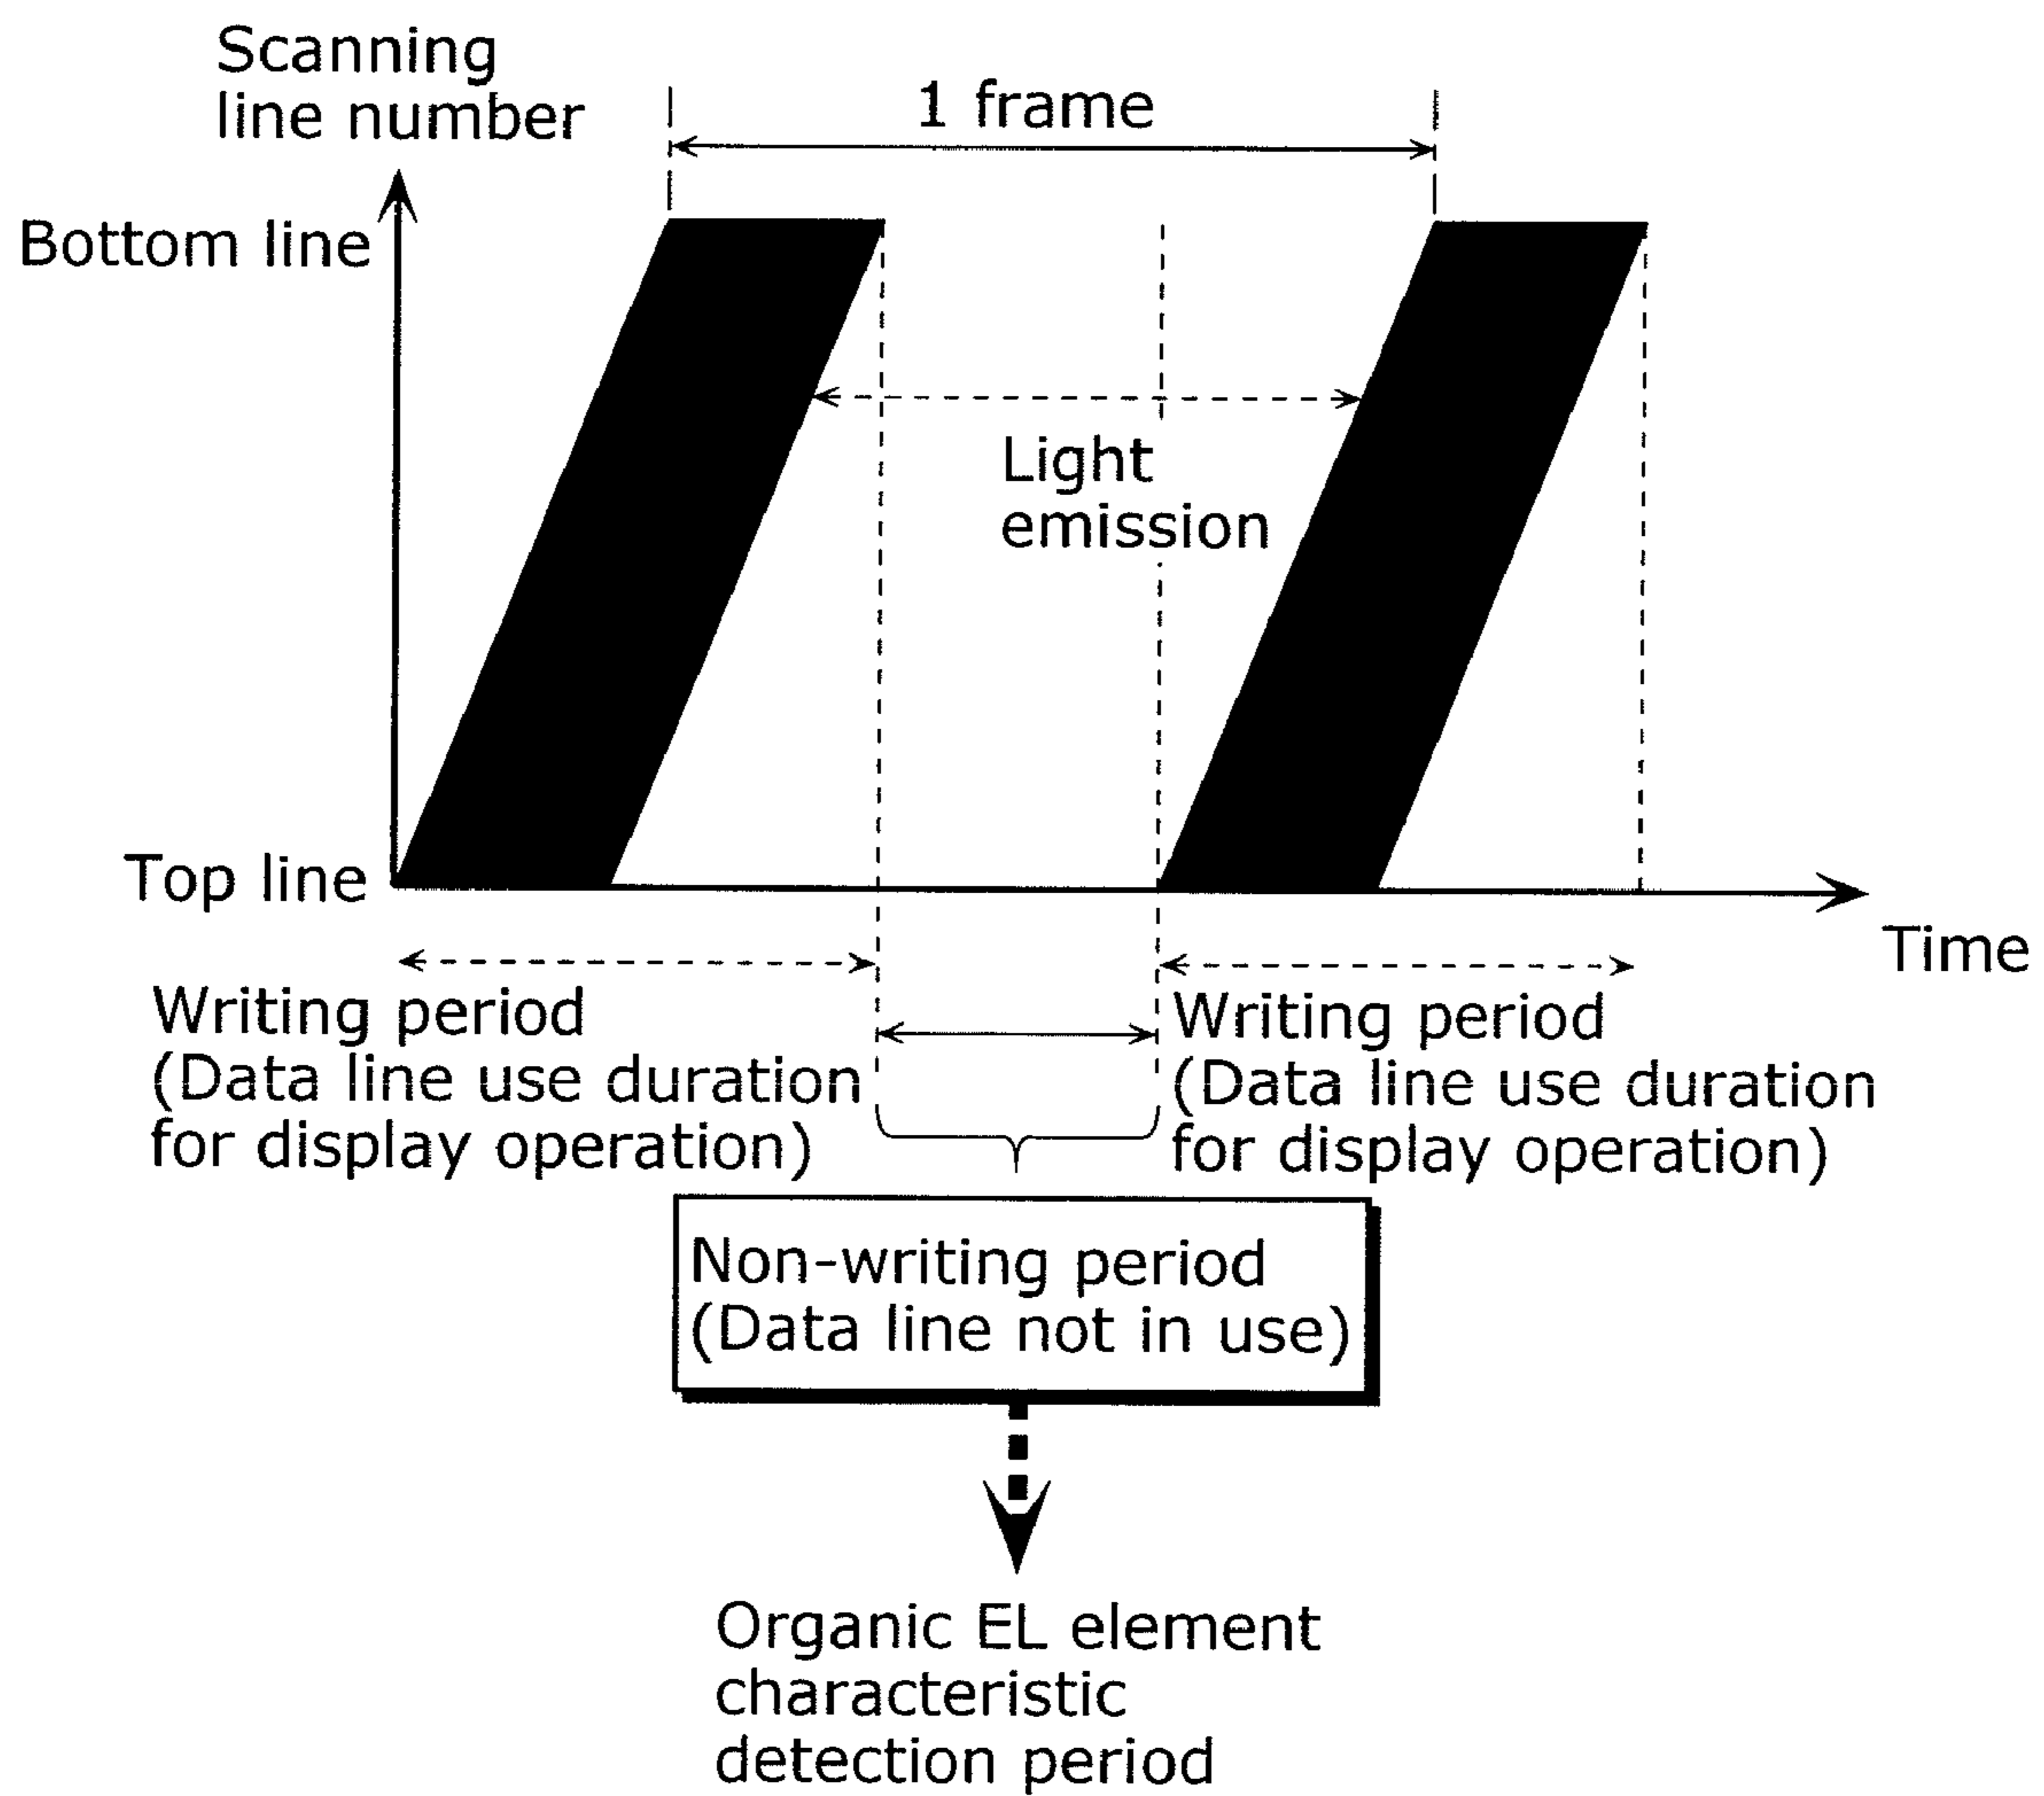 Scanning
line number
1 frame
Bottom line
Light
emission
Top line
Time
Writing period
(Data line use duration
for display operation)
Writing period
(Data line use duration
for display operation)
Non-writing period
(Data line not in use)
Organic EL element
characteristic
detection period